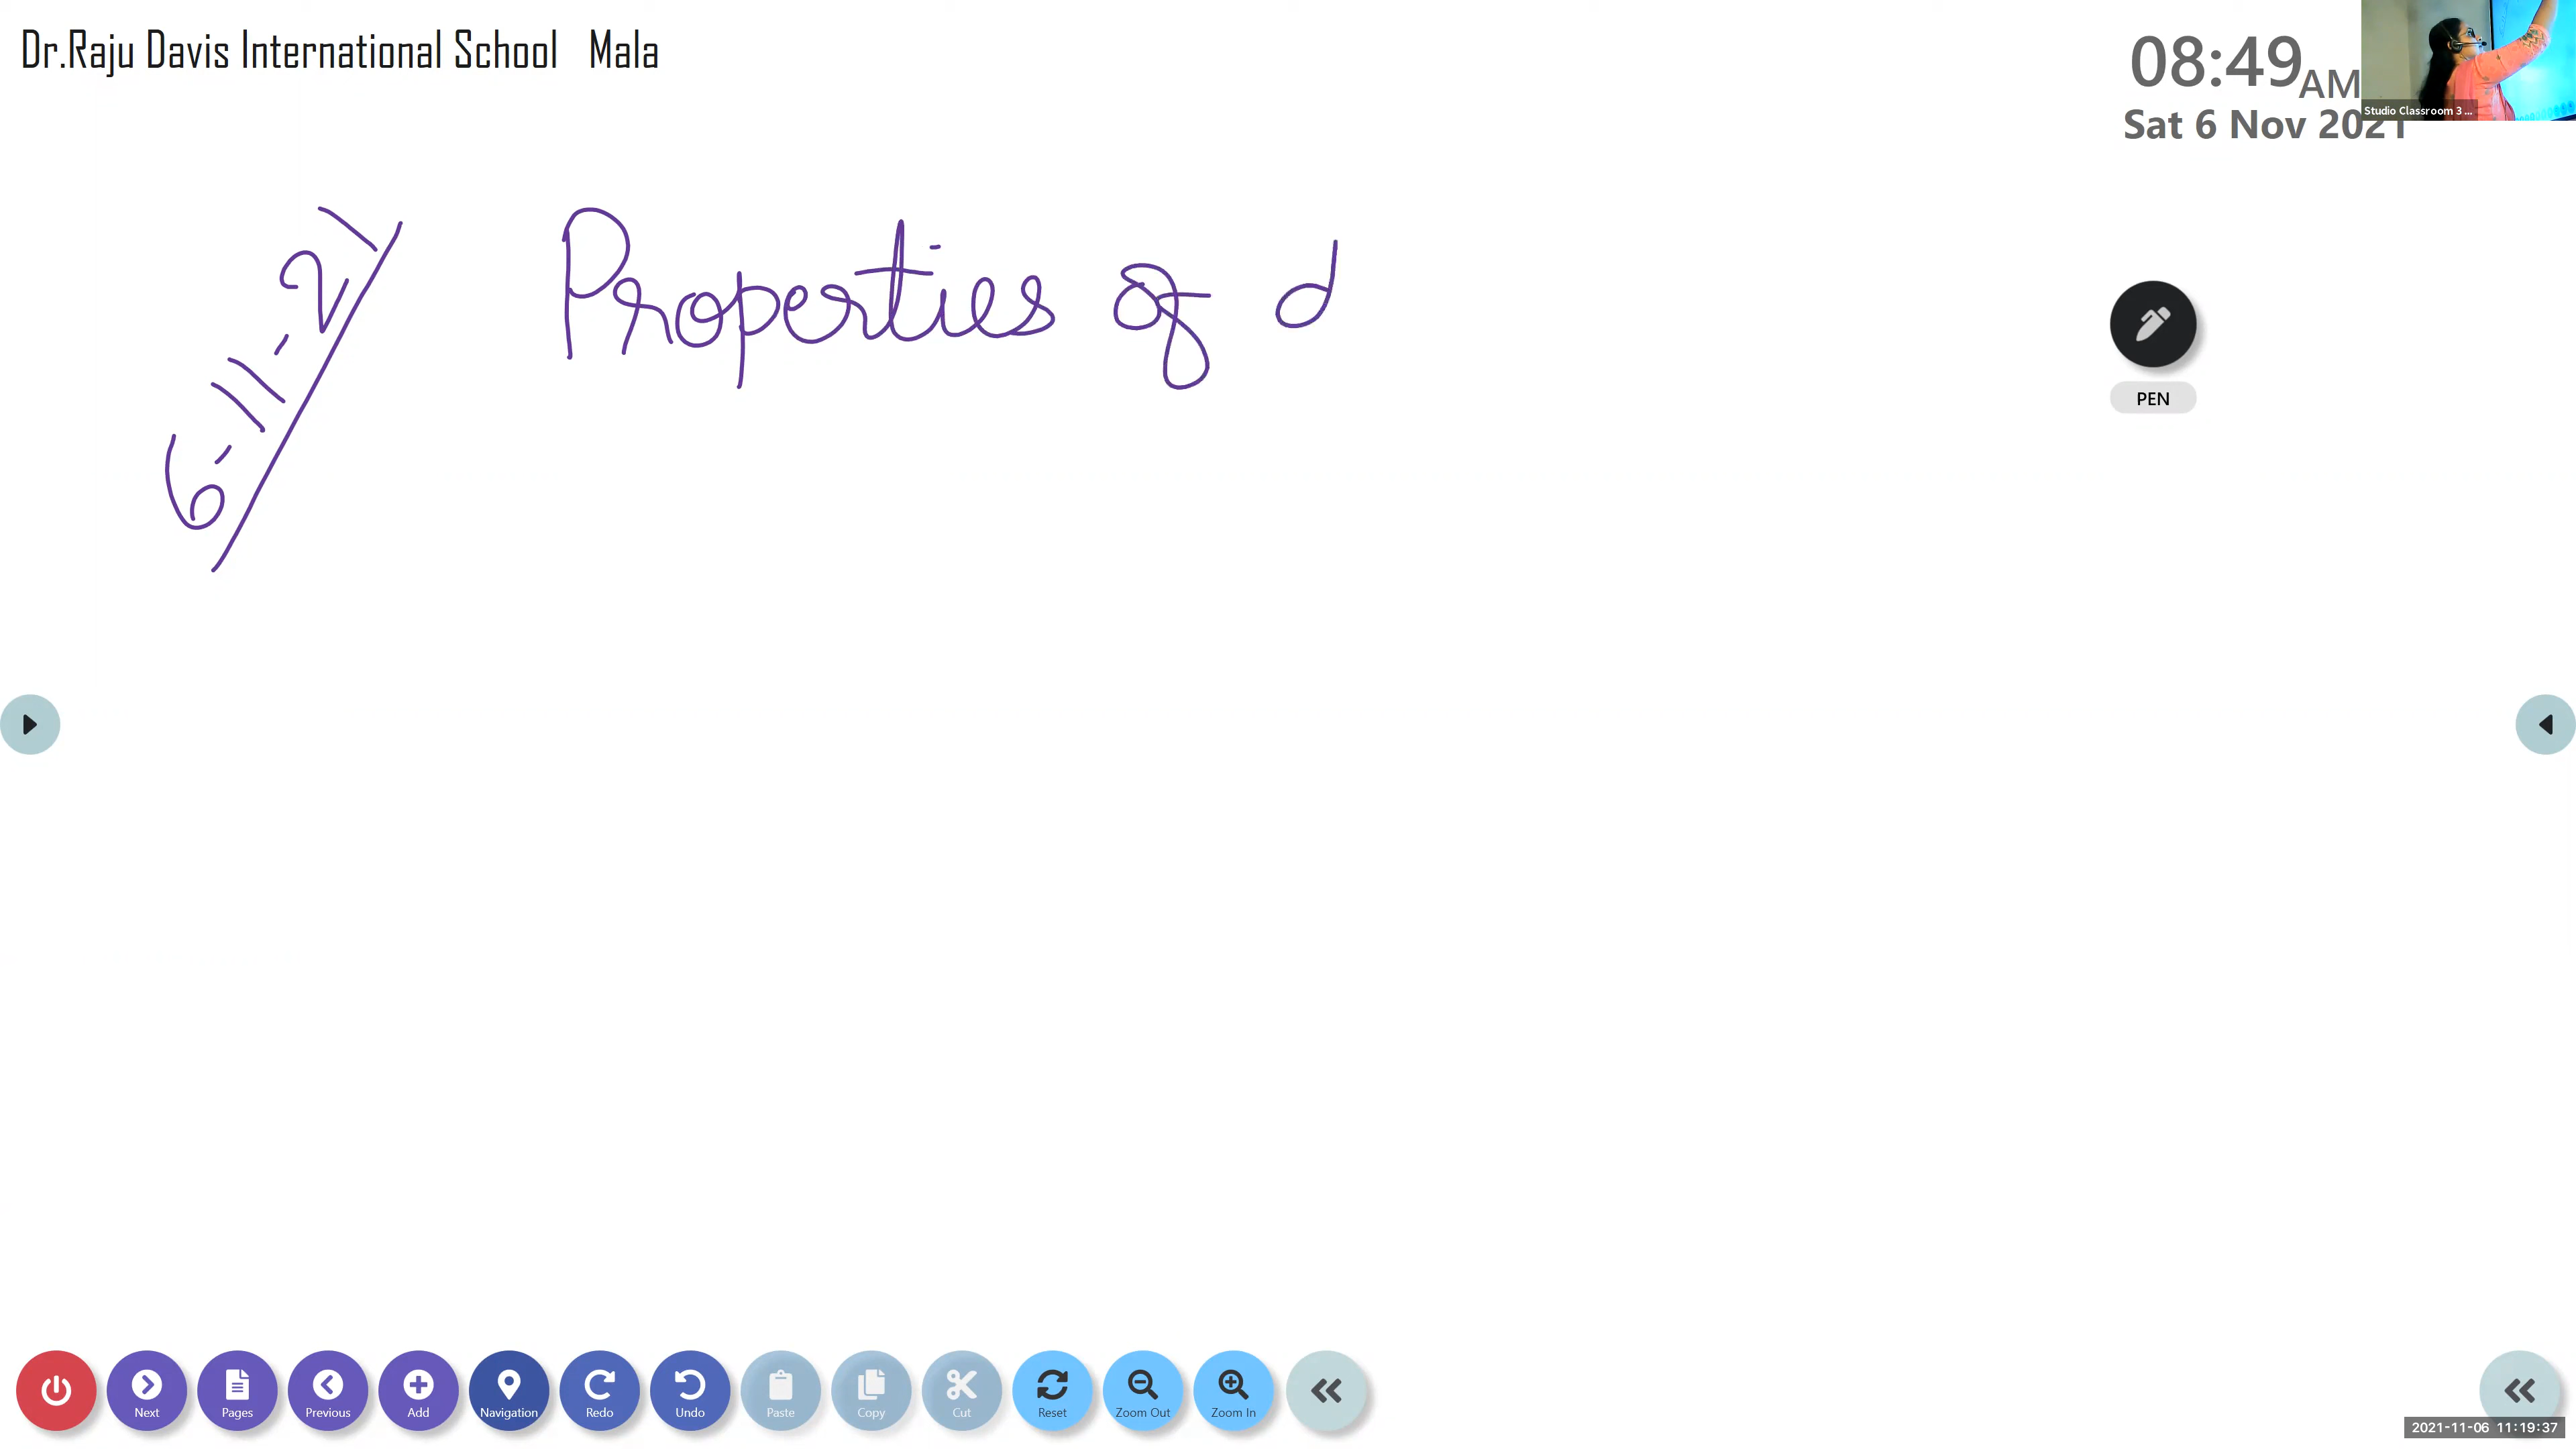 Dr.Raju Davis International School Mala
08:49 AM
Sat 6 Nov 2021
Studio Classroom 3 ...
6-11-21
Properties of d
PEN
Next
Pages
Previous
Add
Navigation
Redo
Undo
Paste
Copy
Cut
Reset
Zoom Out
Zoom In
2021-11-06 11:19:37